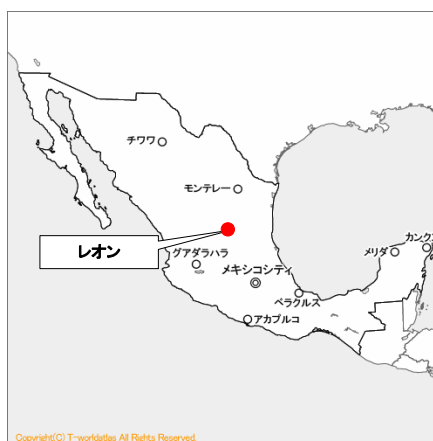 チワワ
モンテレー
レオン
グアダラハラ
メキシコシティ
メリダ
カンク
ベラクルス
アカプルコ
Copyright(C) T-worldatlas All Rights Reserved.